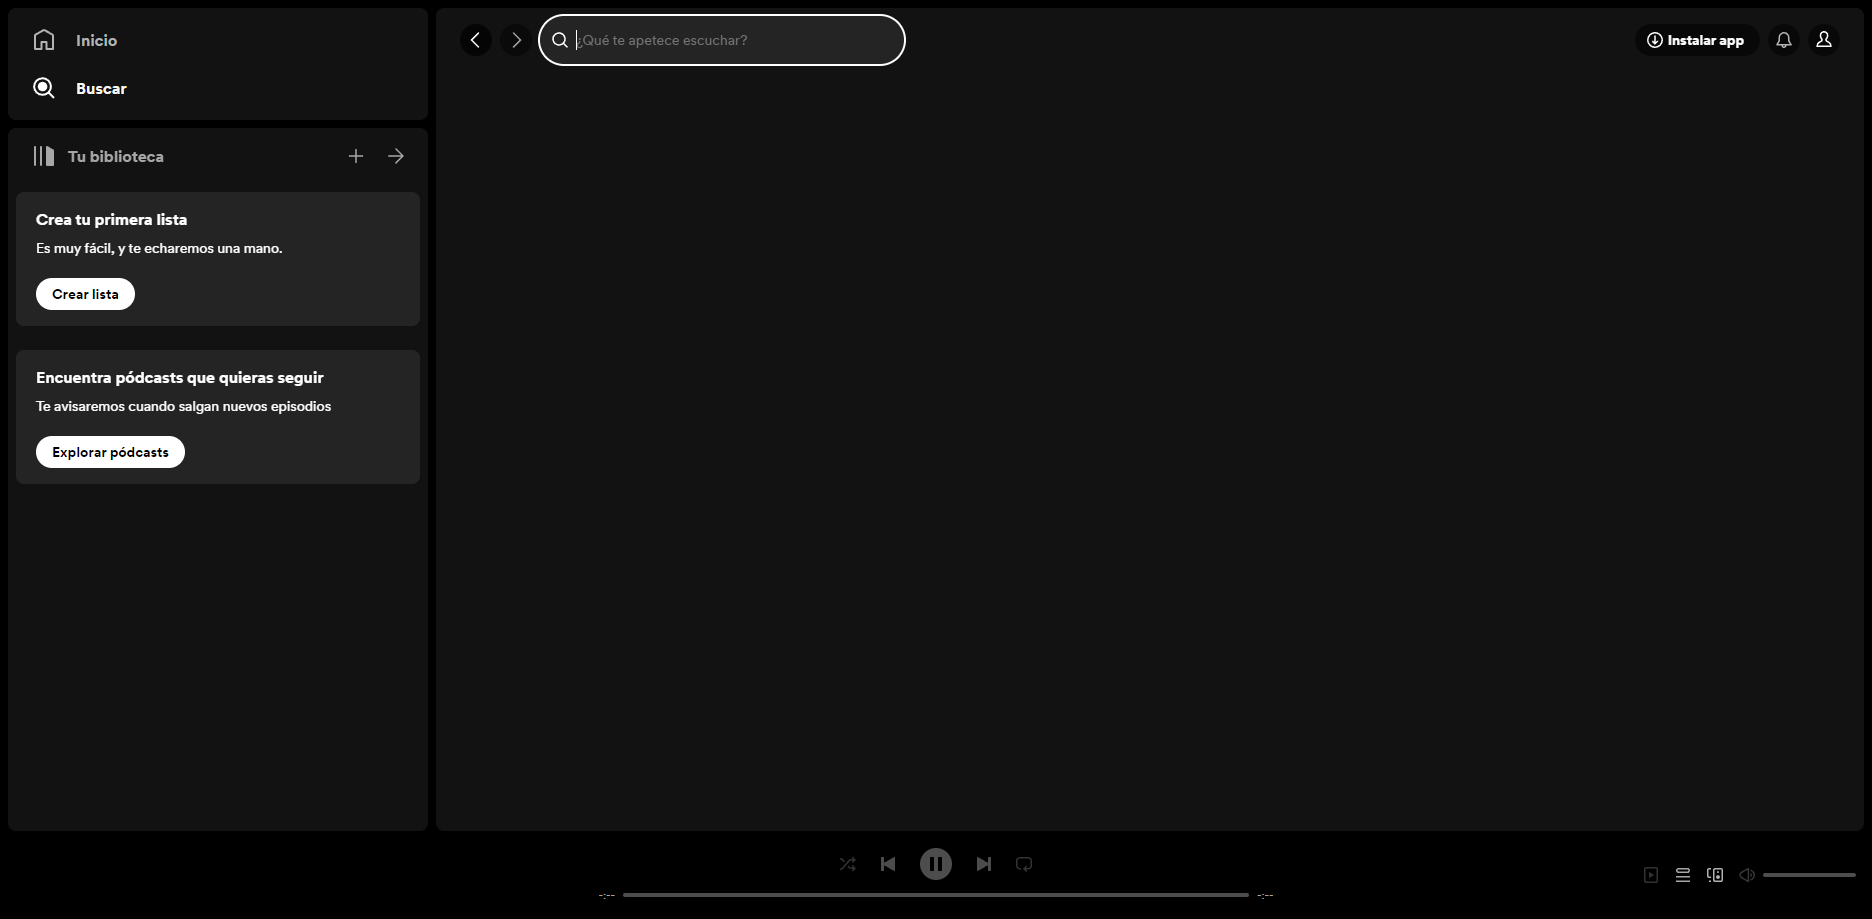 Inicio
Buscar
Tu biblioteca
Crea tu primera lista
Es muy fácil, y te echaremos una mano.
Crear lista
Encuentra pódcasts que quieras seguir
Te avisaremos cuando salgan nuevos episodios
Explorar pódcasts
¿Qué te apetece escuchar?
Instalar app
-:--
-:--